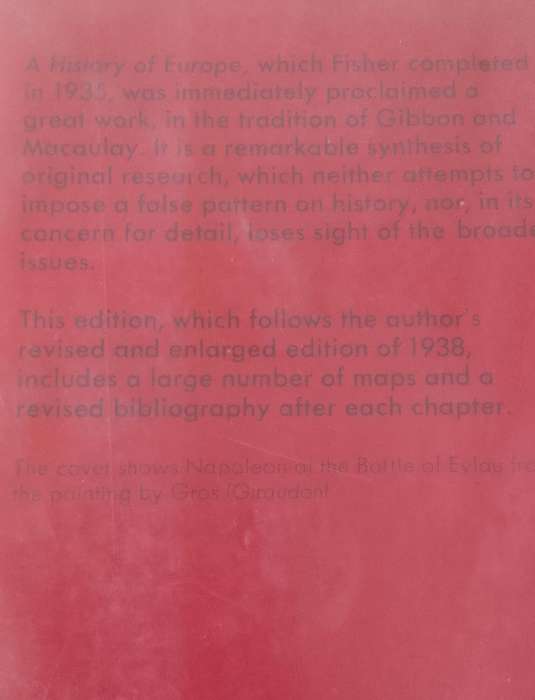 A History of Europe, which Fisher completed
in 1935, was immediately proclaimed a
great work, in the tradition of Gibbon and
Macaulay. It is a remarkable synthesis of
original research, which neither attempts to
impose a false pattern on history, nor, in its
concern for detail, loses sight of the broade
issues.
This edition, which follows the author's
revised and enlarged edition of 1938,
includes a large number of maps and a
revised bibliography after each chapter.
The cover shows Napoleon at the Battle of Eylau fro
the painting by Gros (Giraudon)